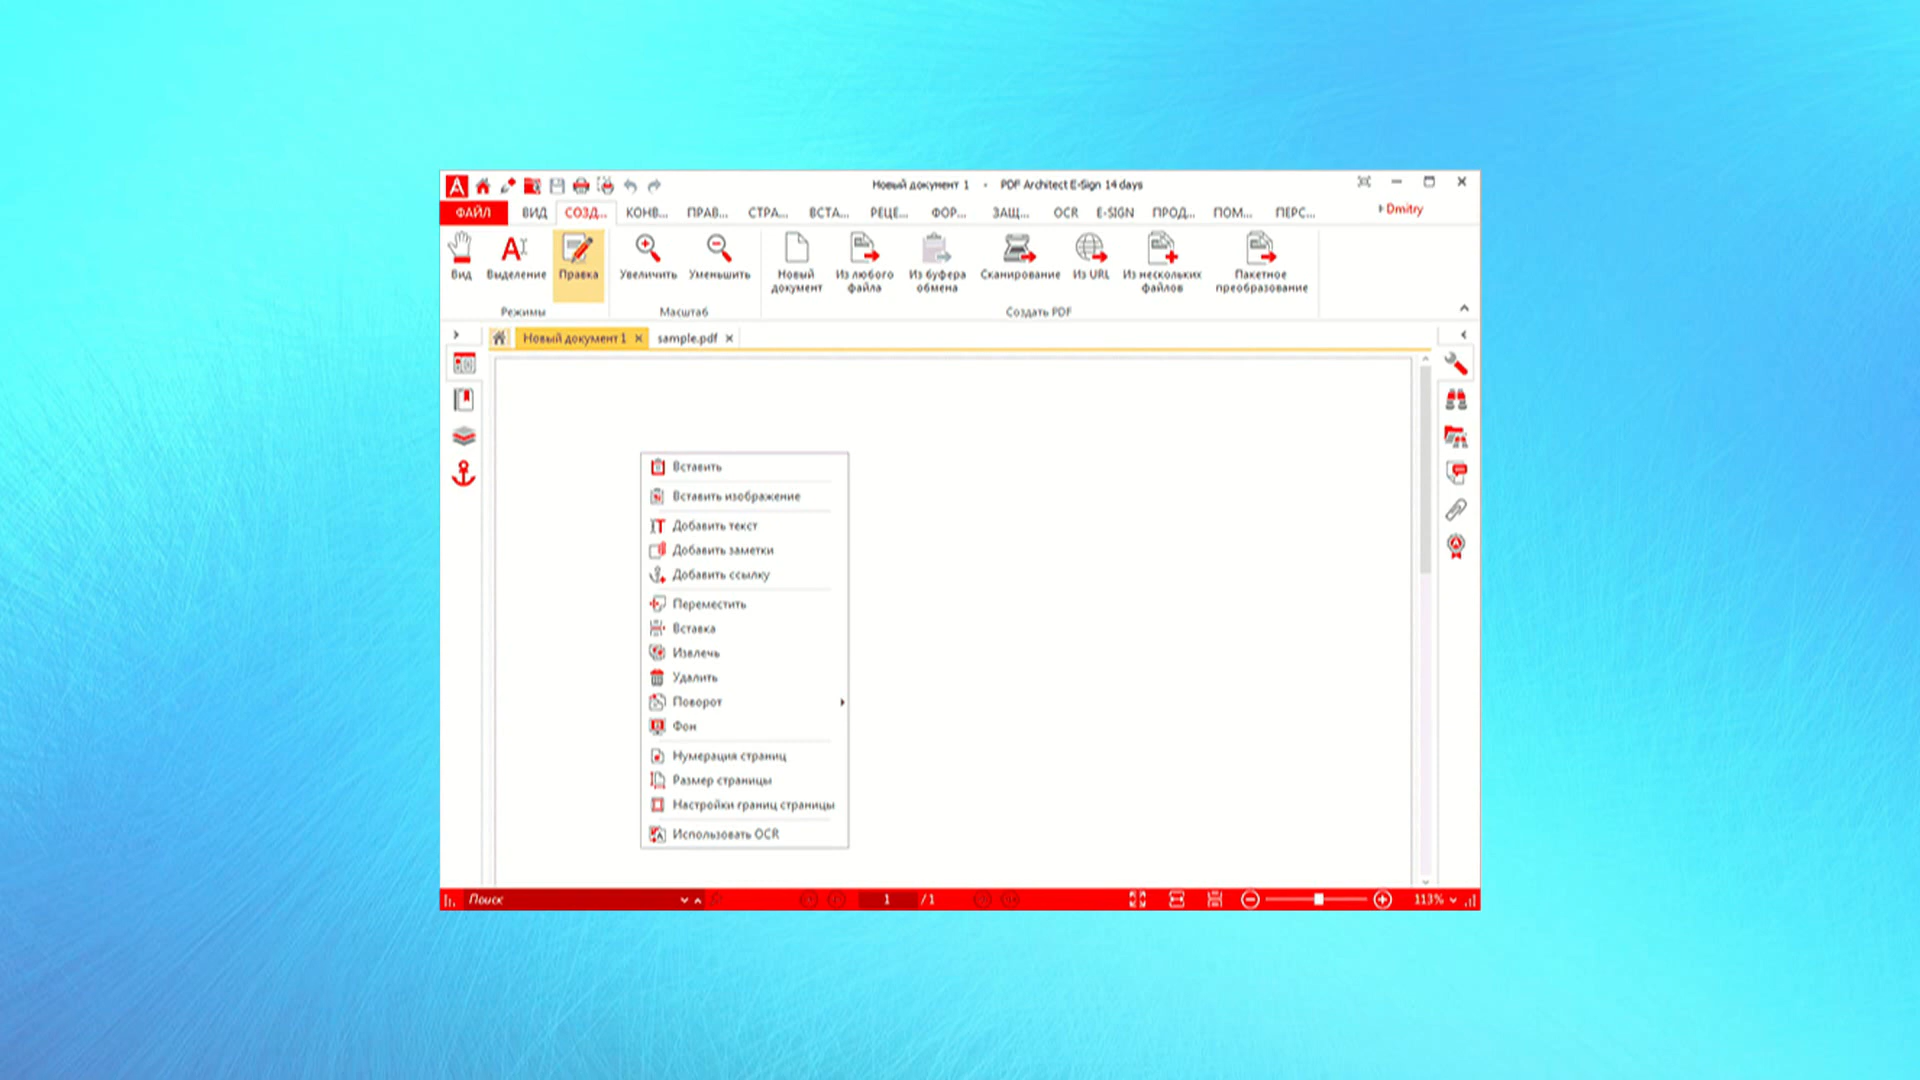 Новый документ 1 - PDF Architect E-Sign 14 days
ФАЙЛ ВИД СОЗД... КОНВ... ПРАВ... СТРА... ВСТА... РЕЦЕ... ФОР... ЗАЩ... OCR E-SIGN ПРОД... ПОМ... ПЕРС... Dmitry
Вид Выделение Правка Увеличить Уменьшить Новый Из любого Из буфера Сканирование Из URL Из нескольких Пакетное
документ файла обмена файлов преобразование
Режимы Масштаб Создать PDF
Новый документ 1 sample.pdf
Вставить
Вставить изображение
Добавить текст
Добавить заметки
Добавить ссылку
Переместить
Вставка
Извлечь
Удалить
Поворот
Фон
Нумерация страниц
Размер страницы
Настройки границ страницы
Использовать OCR
Поиск 1 / 1 113%